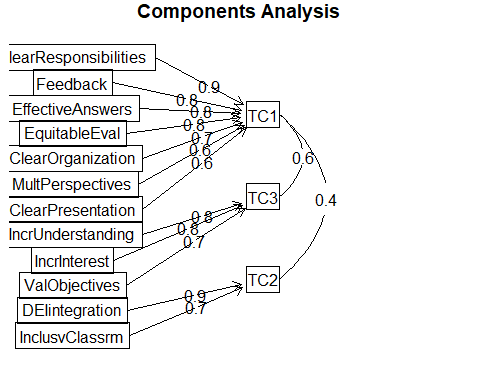 Components Analysis
learResponsibilities
Feedback
EffectiveAnswers
EquitableEval
ClearOrganization
MultPerspectives
ClearPresentation
IncrUnderstanding
IncrInterest
ValObjectives
DEIintegration
InclusvClassrm
0.9
0.8
0.8
0.8
0.7
0.6
0.6
0.8
0.8
0.7
0.9
0.7
TC1
TC3
TC2
0.6
0.4